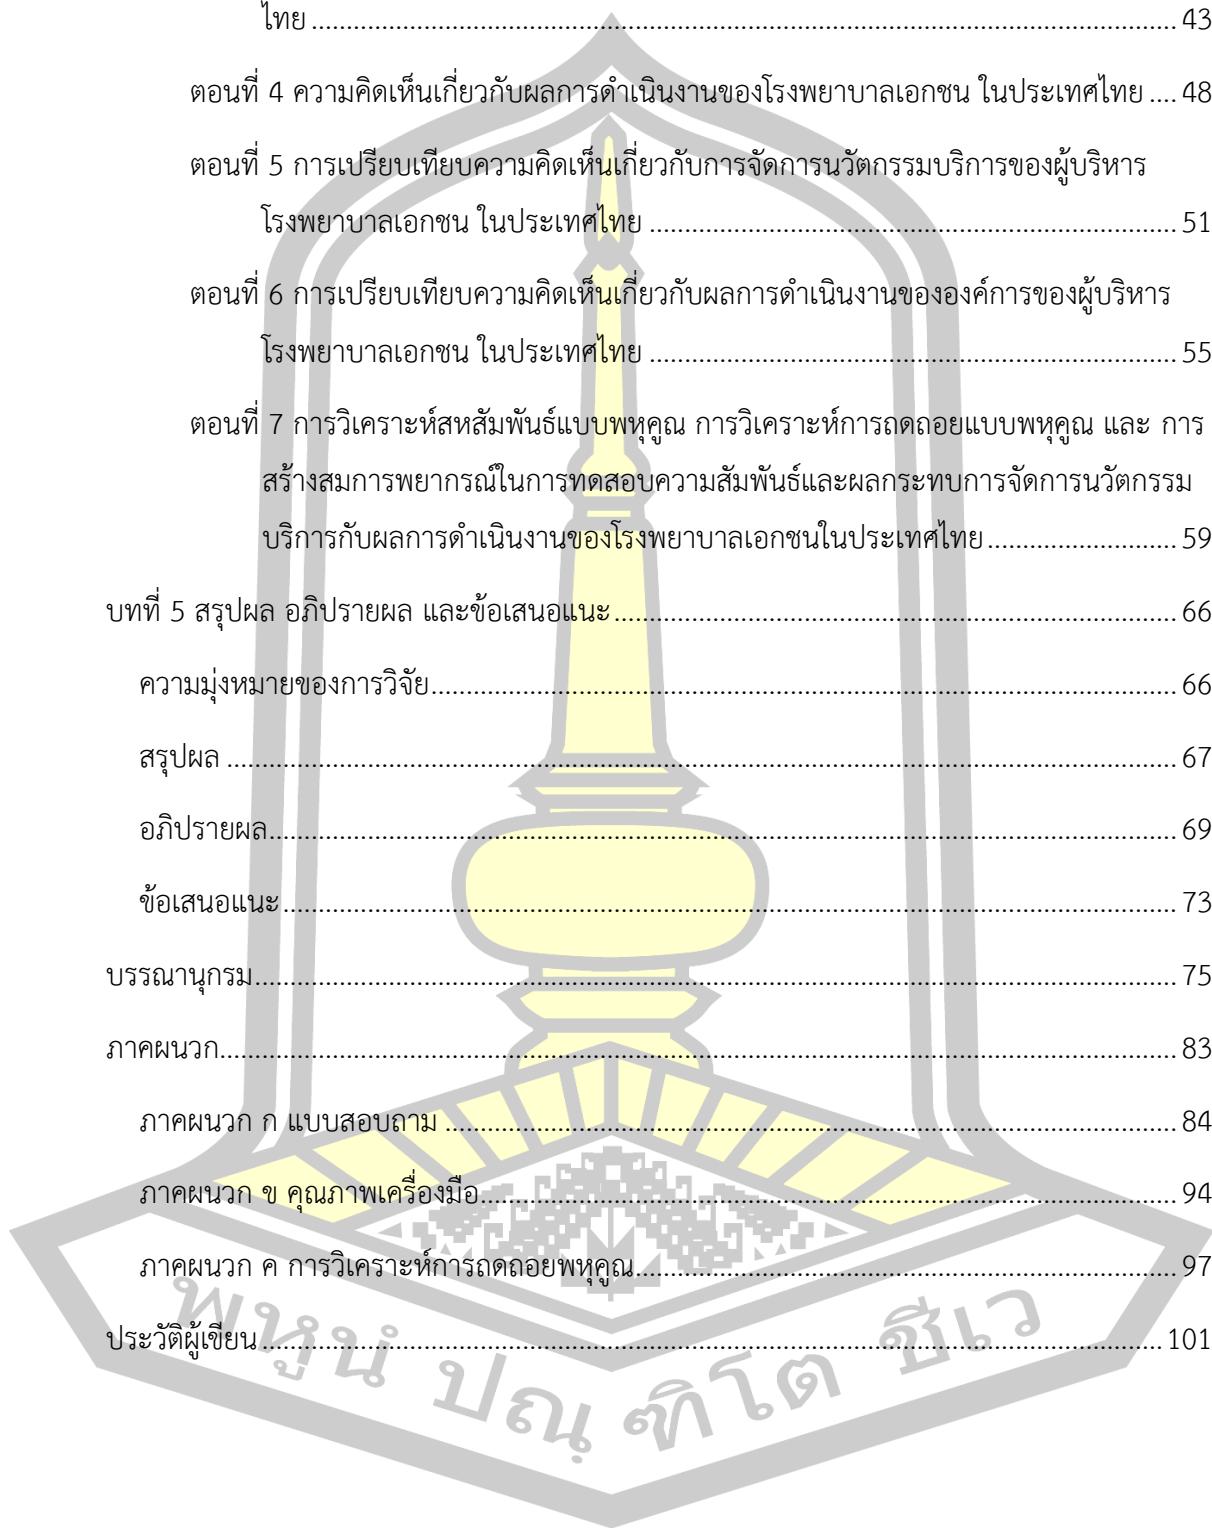 ไทย ........................................................................................................................ 43
ตอนที่ 4 ความคิดเห็นเกี่ยวกับผลการดำเนินงานของโรงพยาบาลเอกชน ในประเทศไทย .... 48
ตอนที่ 5 การเปรียบเทียบความคิดเห็นเกี่ยวกับการจัดการนวัตกรรมบริการของผู้บริหาร
โรงพยาบาลเอกชน ในประเทศไทย ........................................................................ 51
ตอนที่ 6 การเปรียบเทียบความคิดเห็นเกี่ยวกับผลการดำเนินงานขององค์การของผู้บริหาร
โรงพยาบาลเอกชน ในประเทศไทย ........................................................................ 55
ตอนที่ 7 การวิเคราะห์สหสัมพันธ์แบบพหุคูณ การวิเคราะห์การถดถอยแบบพหุคูณ และ การ
สร้างสมการพยากรณ์ในการทดสอบความสัมพันธ์และผลกระทบการจัดการนวัตกรรม
บริการกับผลการดำเนินงานของโรงพยาบาลเอกชนในประเทศไทย .......................... 59
บทที่ 5 สรุปผล อภิปรายผล และข้อเสนอแนะ .............................................................................. 66
ความมุ่งหมายของการวิจัย ....................................................................................................... 66
สรุปผล ..................................................................................................................................... 67
อภิปรายผล .............................................................................................................................. 69
ข้อเสนอแนะ ............................................................................................................................ 73
บรรณานุกรม ................................................................................................................................ 75
ภาคผนวก ..................................................................................................................................... 83
ภาคผนวก ก แบบสอบถาม ..................................................................................................... 84
ภาคผนวก ข คุณภาพเครื่องมือ ................................................................................................ 94
ภาคผนวก ค การวิเคราะห์การถดถอยพหุคูณ ........................................................................... 97
ประวัติผู้เขียน ............................................................................................................................. 101
พหูนํ ปณฺฑิโต ชีเว